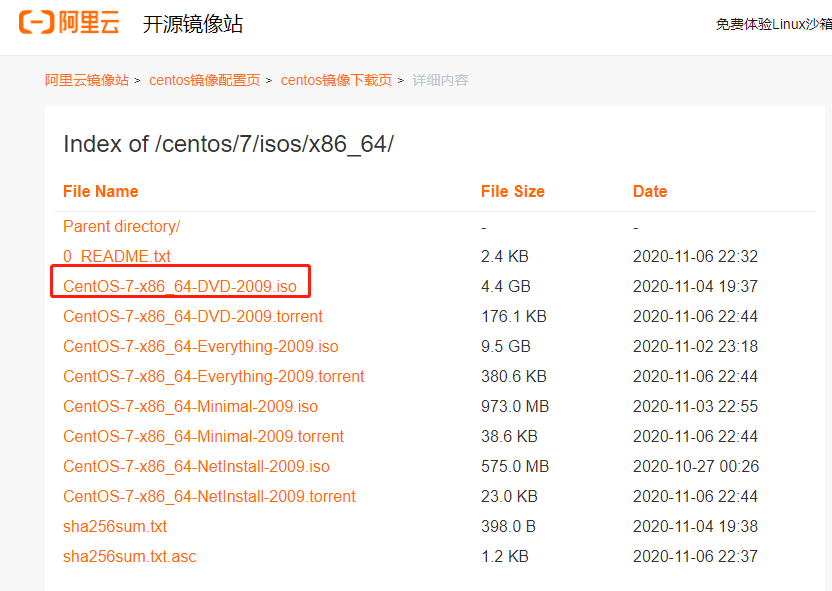 阿里云 开源镜像站 免费体验Linux沙箱
阿里云镜像站 > centos镜像配置页 > centos镜像下载页 > 详细内容
Index of /centos/7/isos/x86_64/
File Name File Size Date
Parent directory/ - -
0_README.txt 2.4 KB 2020-11-06 22:32
CentOS-7-x86_64-DVD-2009.iso 4.4 GB 2020-11-04 19:37
CentOS-7-x86_64-DVD-2009.torrent 176.1 KB 2020-11-06 22:44
CentOS-7-x86_64-Everything-2009.iso 9.5 GB 2020-11-02 23:18
CentOS-7-x86_64-Everything-2009.torrent 380.6 KB 2020-11-06 22:44
CentOS-7-x86_64-Minimal-2009.iso 973.0 MB 2020-11-03 22:55
CentOS-7-x86_64-Minimal-2009.torrent 38.6 KB 2020-11-06 22:44
CentOS-7-x86_64-NetInstall-2009.iso 575.0 MB 2020-10-27 00:26
CentOS-7-x86_64-NetInstall-2009.torrent 23.0 KB 2020-11-06 22:44
sha256sum.txt 398.0 B 2020-11-04 19:38
sha256sum.txt.asc 1.2 KB 2020-11-06 22:37